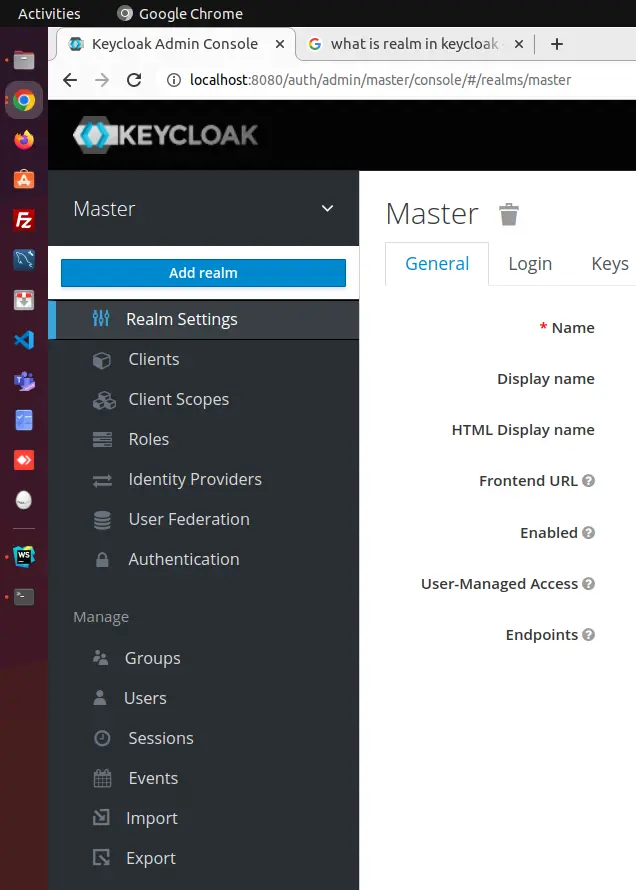 Activities
Google Chrome
Keycloak Admin Console
what is realm in keycloak
localhost:8080/auth/admin/master/console/#/realms/master
KEYCLOAK
Master
Add realm
Realm Settings
Clients
Client Scopes
Roles
Identity Providers
User Federation
Authentication
Manage
Groups
Users
Sessions
Events
Import
Export
Master
General Login Keys
* Name
Display name
HTML Display name
Frontend URL
Enabled
User-Managed Access
Endpoints